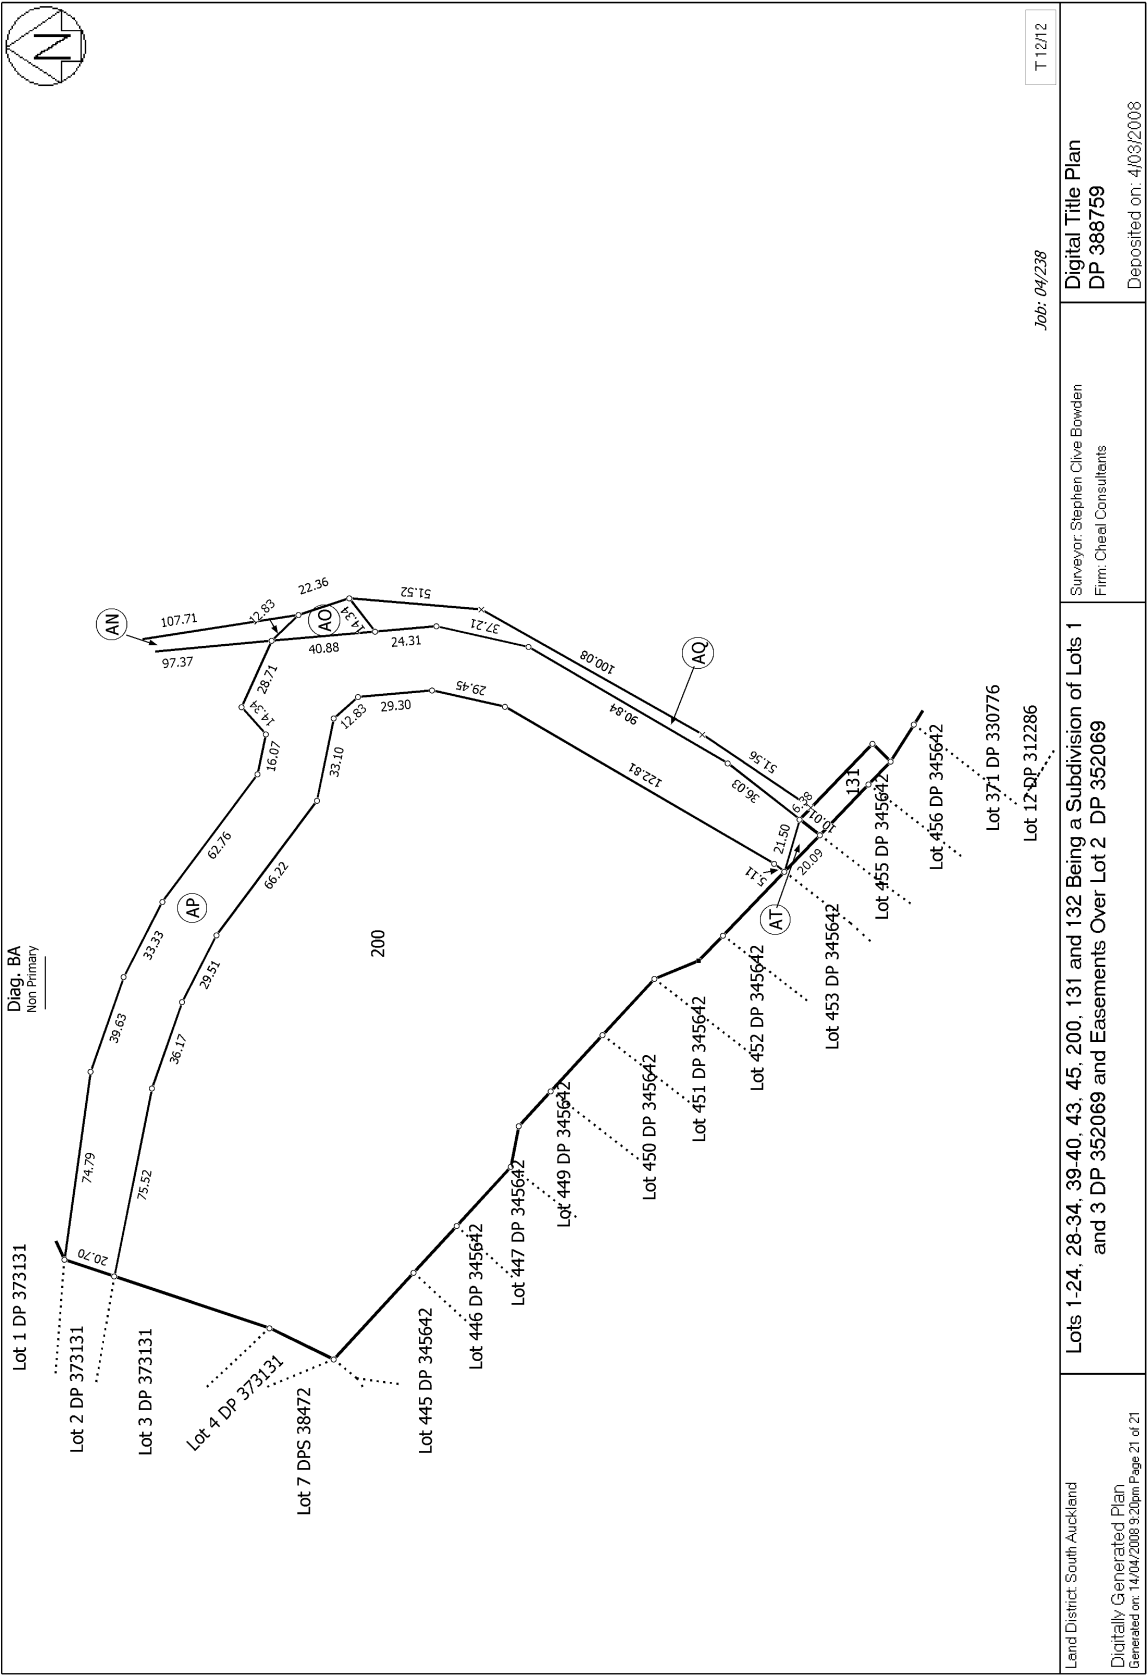 Diag. BA
Non Primary
N
T 12/12
Job: 04/238
Lot 1 DP 373131
Lot 2 DP 373131
Lot 3 DP 373131
Lot 4 DP 373131
Lot 7 DPS 38472
Lot 445 DP 345642
Lot 446 DP 345642
Lot 447 DP 345642
Lot 449 DP 345642
Lot 450 DP 345642
Lot 451 DP 345642
Lot 452 DP 345642
Lot 453 DP 345642
Lot 455 DP 345642
Lot 456 DP 345642
Lot 371 DP 330776
Lot 12 DP 312286
20.70
74.79
39.63
33.33
62.76
16.07
14.34
28.71
97.37
107.71
12.83
22.36
40.88
14.34
24.31
51.52
37.21
100.08
90.84
51.56
36.03
6.38
10.01
21.50
20.09
5.11
122.81
29.45
29.30
12.83
33.10
66.22
29.51
36.17
75.52
AN
AO
AP
AQ
AT
200
131
Land District: South Auckland
Digitally Generated Plan
Generated on: 14/04/2008 9:20pm Page 21 of 21
Lots 1-24, 28-34, 39-40, 43, 45, 200, 131 and 132 Being a Subdivision of Lots 1
and 3 DP 352069 and Easements Over Lot 2 DP 352069
Surveyor: Stephen Clive Bowden
Firm: Cheal Consultants
Digital Title Plan
DP 388759
Deposited on: 4/03/2008